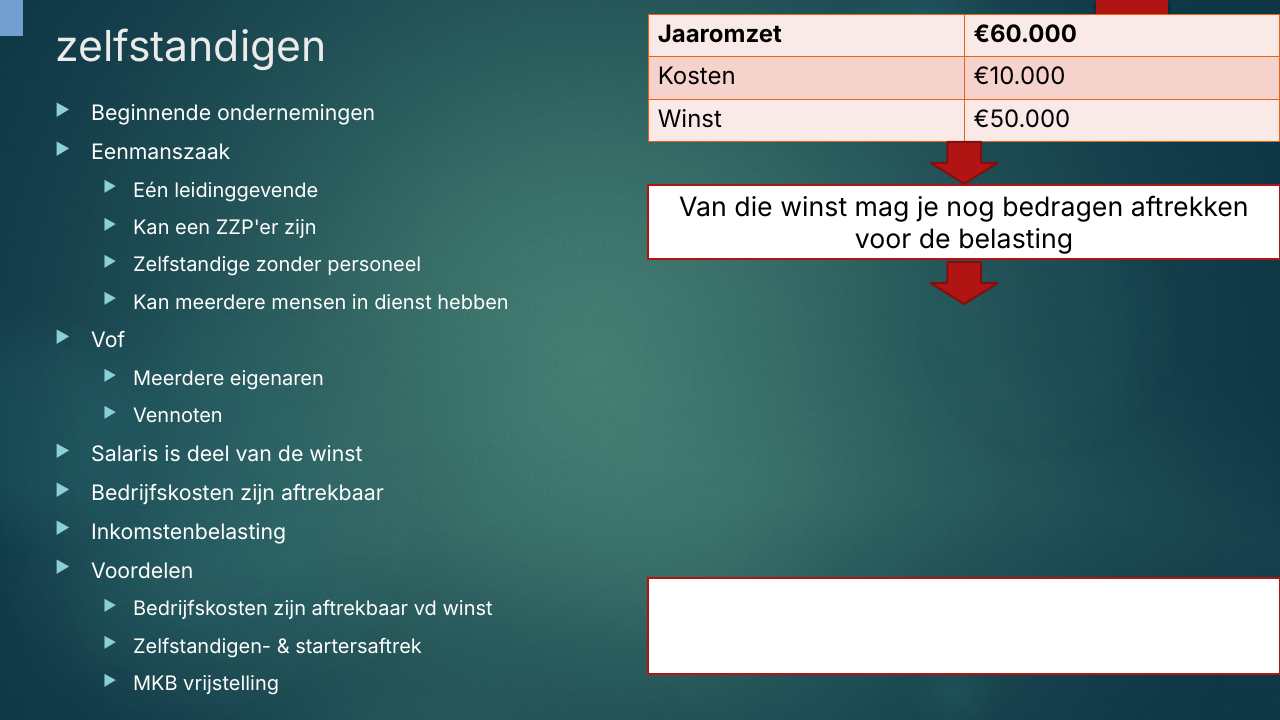 zelfstandigen
Beginnende ondernemingen
Eenmanszaak
Eén leidinggevende
Kan een ZZP'er zijn
Zelfstandige zonder personeel
Kan meerdere mensen in dienst hebben
Vof
Meerdere eigenaren
Vennoten
Salaris is deel van de winst
Bedrijfskosten zijn aftrekbaar
Inkomstenbelasting
Voordelen
Bedrijfskosten zijn aftrekbaar vd winst
Zelfstandigen- & startersaftrek
MKB vrijstelling
Jaaromzet €60.000
Kosten €10.000
Winst €50.000
Van die winst mag je nog bedragen aftrekken
voor de belasting